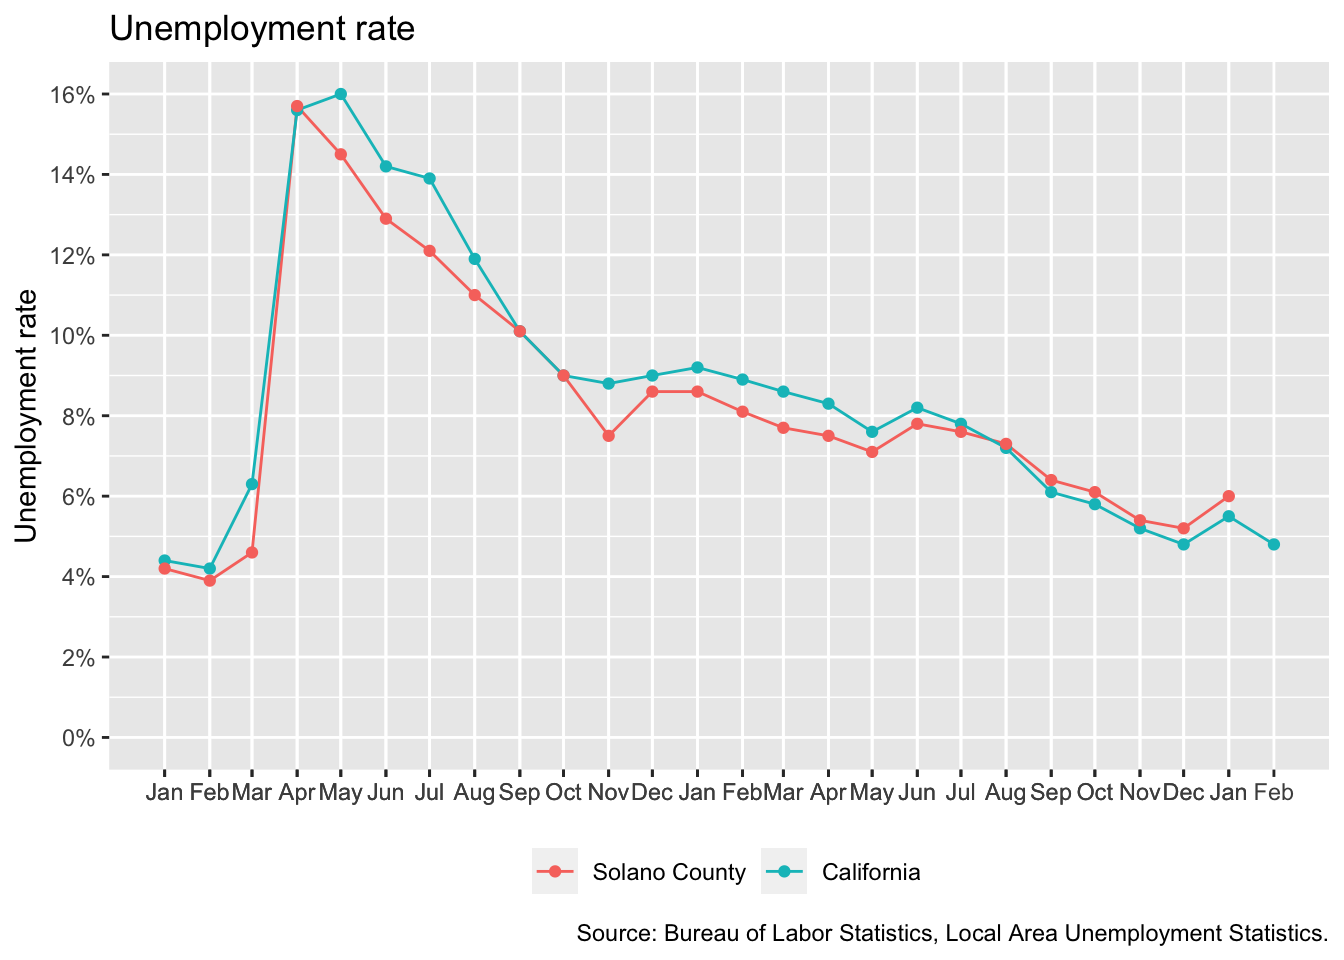 Unemployment rate
Unemployment rate
16%
14%
12%
10%
8%
6%
4%
2%
0%
Jan Feb Mar Apr May Jun Jul Aug Sep Oct Nov Dec Jan Feb Mar Apr May Jun Jul Aug Sep Oct Nov Dec Jan Feb
Solano County California
Source: Bureau of Labor Statistics, Local Area Unemployment Statistics.